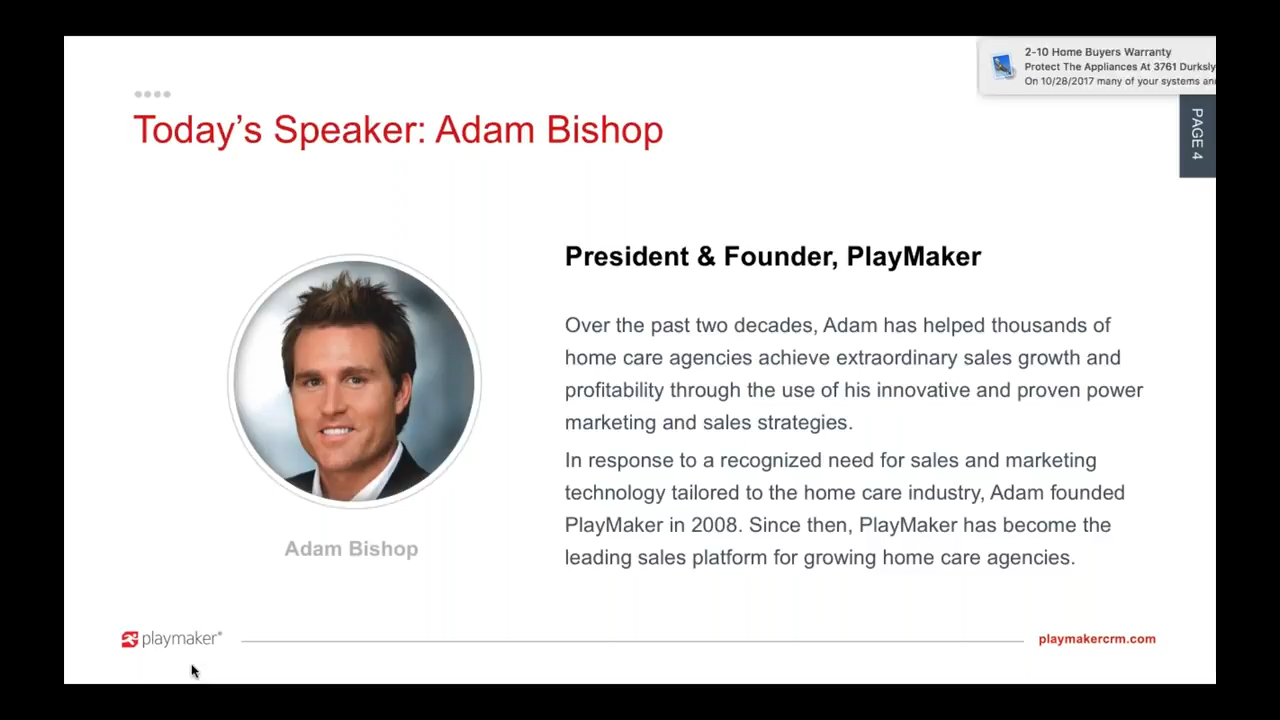 2-10 Home Buyers Warranty
Protect The Appliances At 3761 Durksly
On 10/28/2017 many of your systems an
PAGE 4
Today's Speaker: Adam Bishop
President & Founder, PlayMaker
Over the past two decades, Adam has helped thousands of
home care agencies achieve extraordinary sales growth and
profitability through the use of his innovative and proven power
marketing and sales strategies.
In response to a recognized need for sales and marketing
technology tailored to the home care industry, Adam founded
PlayMaker in 2008. Since then, PlayMaker has become the
leading sales platform for growing home care agencies.
Adam Bishop
playmaker®
playmakercrm.com